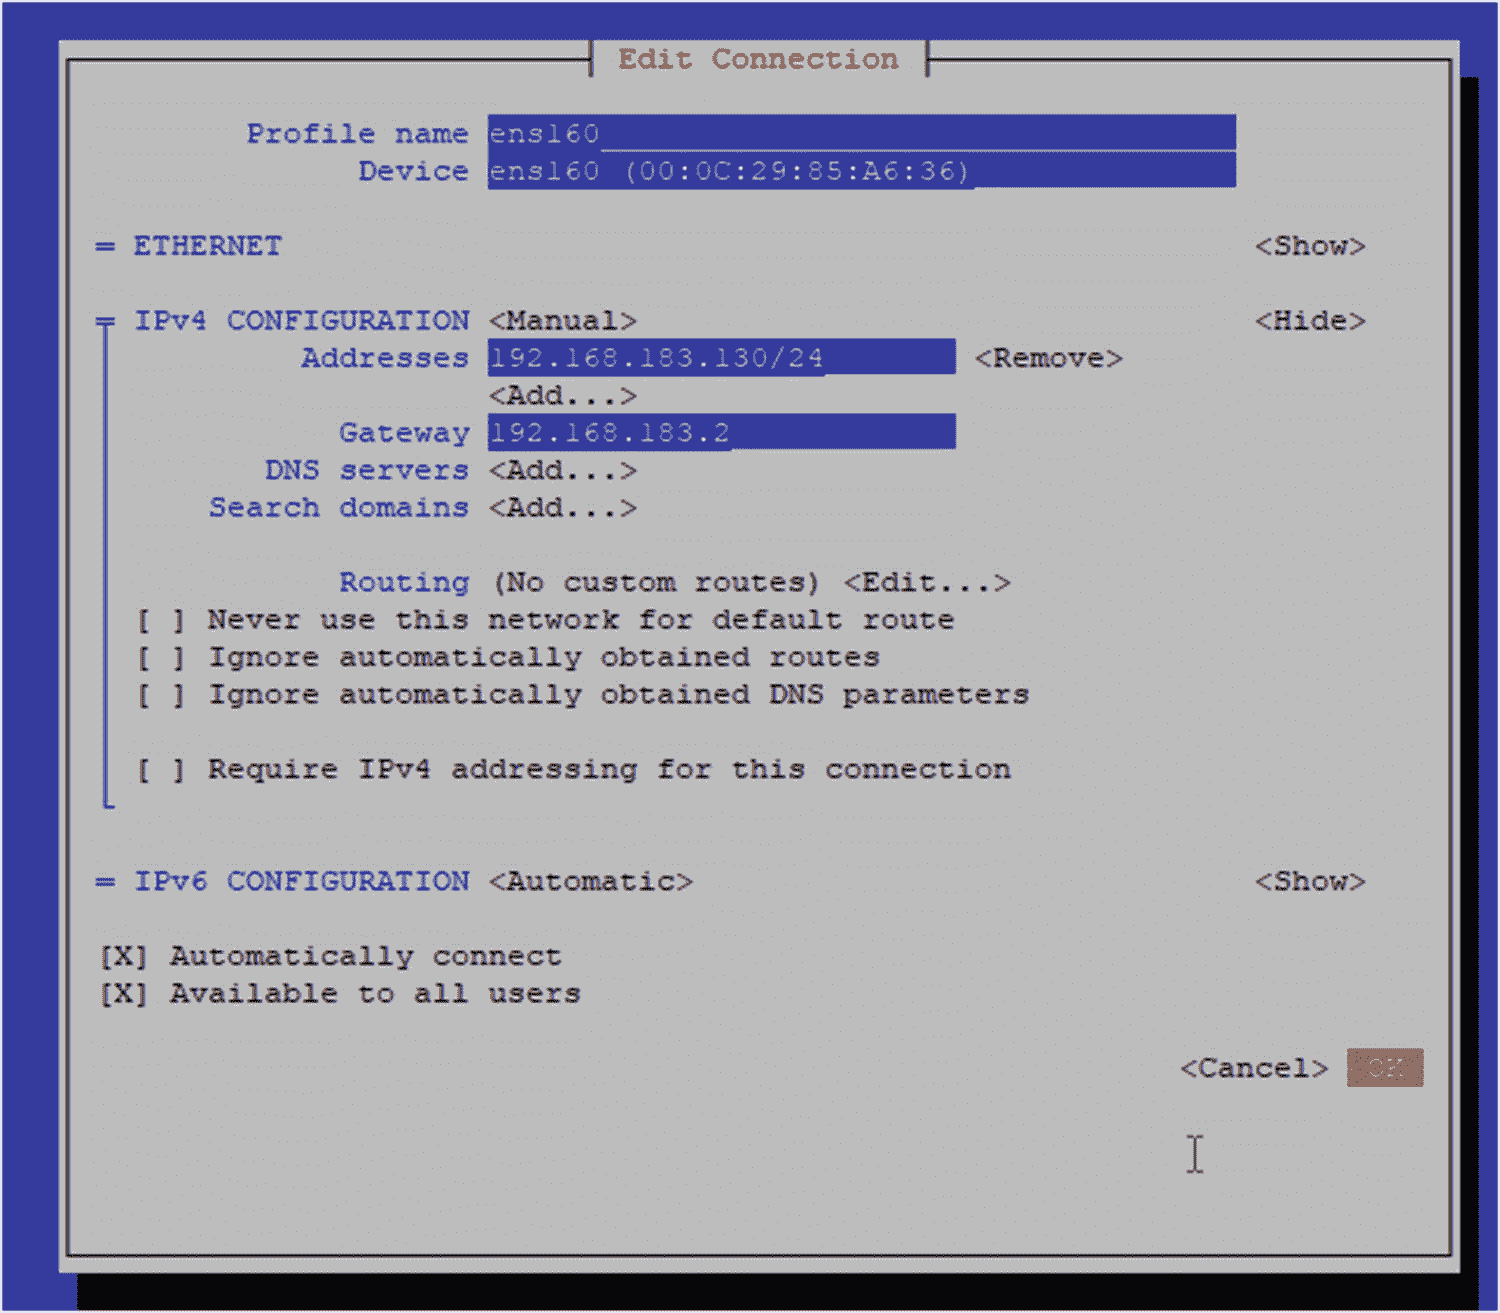 Edit Connection
Profile name ens160
Device ens160 (00:0C:29:85:A6:36)
= ETHERNET <Show>
= IPv4 CONFIGURATION <Manual> <Hide>
Addresses 192.168.183.130/24 <Remove>
<Add...>
Gateway 192.168.183.2
DNS servers <Add...>
Search domains <Add...>
Routing (No custom routes) <Edit...>
[ ] Never use this network for default route
[ ] Ignore automatically obtained routes
[ ] Ignore automatically obtained DNS parameters
[ ] Require IPv4 addressing for this connection
= IPv6 CONFIGURATION <Automatic> <Show>
[X] Automatically connect
[X] Available to all users
<Cancel> OK